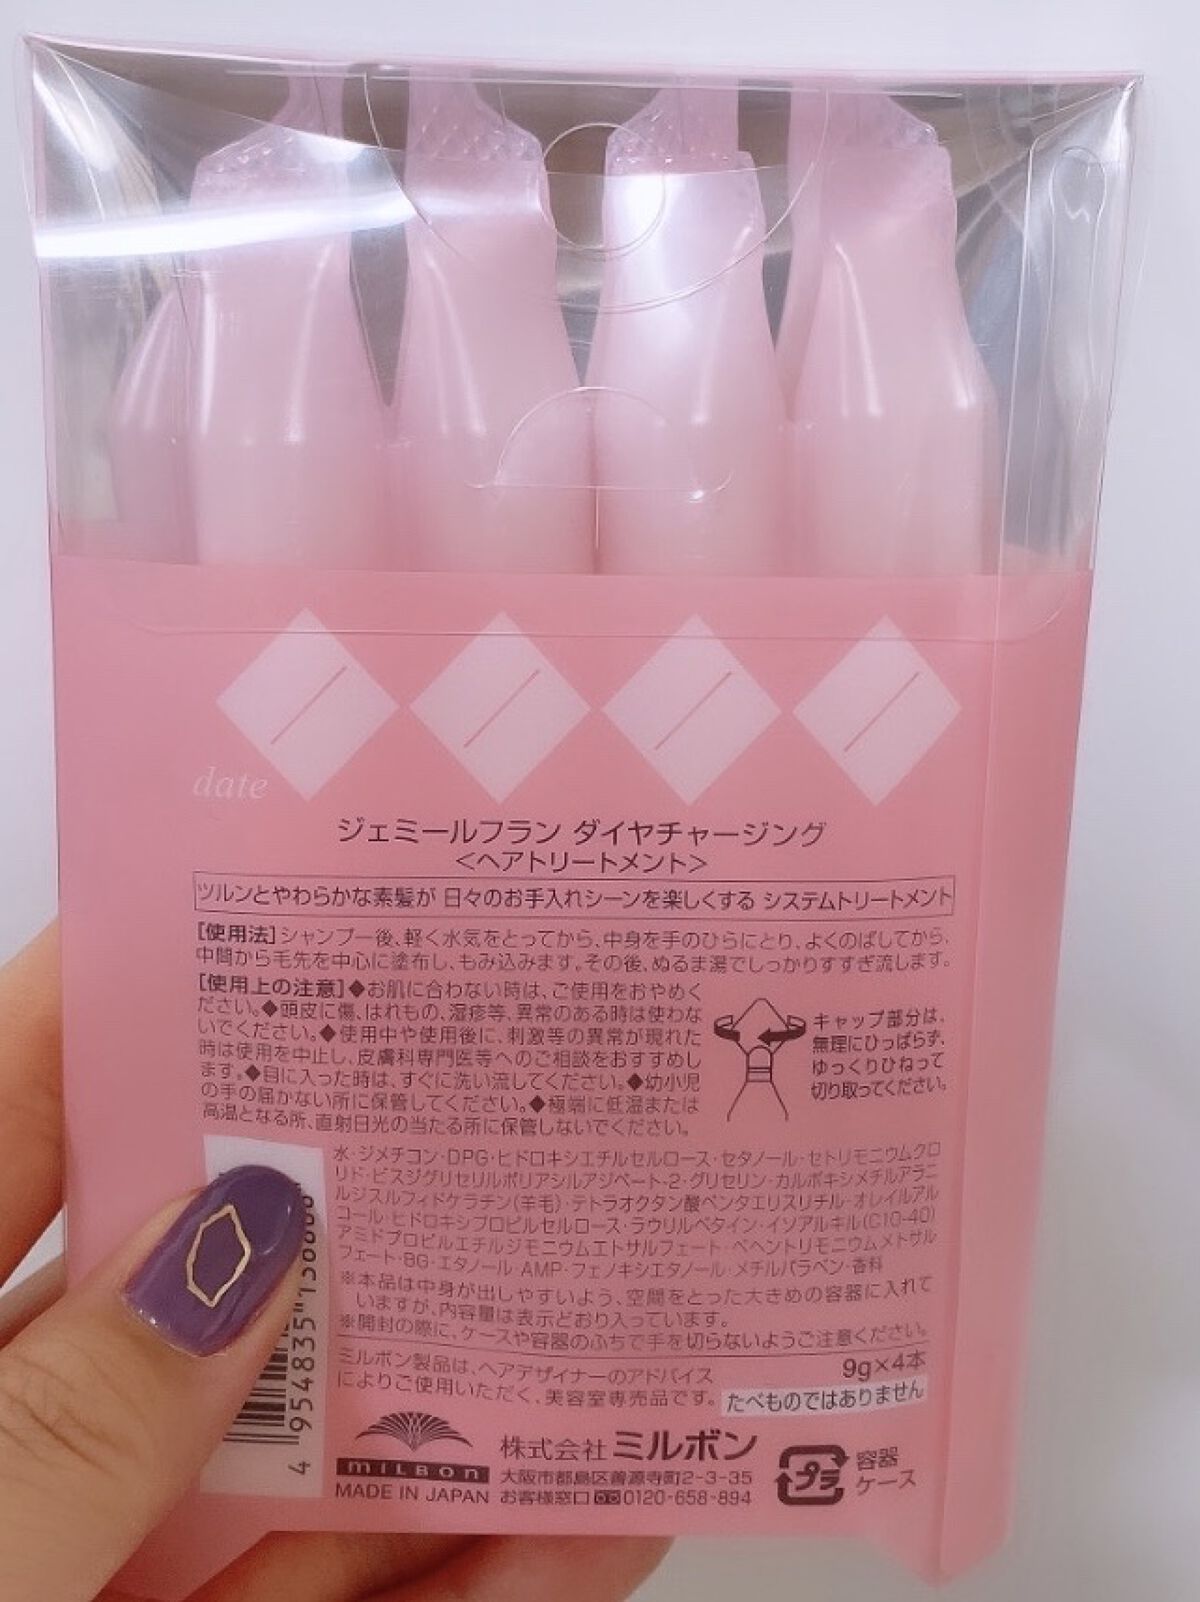 date
ジェミールフラン ダイヤチャージング
<ヘアトリートメント>
ツルンとやわらかな素髪が 日々のお手入れシーンを楽しくする システムトリートメント
[使用法]シャンプー後、軽く水気をとってから、中身を手のひらにとり、よくのばしてから、
中間から毛先を中心に塗布し、もみ込みます。その後、ぬるま湯でしっかりすすぎ流します。
[使用上の注意]◆お肌に合わない時は、ご使用をおやめく
ださい。◆頭皮に傷、はれもの、湿疹等、異常のある時は使わな
いでください。◆使用中や使用後に、刺激等の異常が現れた
時は使用を中止し、皮膚科専門医等へのご相談をおすすめし
ます。◆目に入った時は、すぐに洗い流してください。◆幼小児
の手の届かない所に保管してください。◆極端に低温または
高温となる所、直射日光の当たる所に保管しないでください。
キャップ部分は、
無理にひっぱらず、
ゆっくりひねって
切り取ってください。
水・ジメチコン・DPG・ヒドロキシエチルセルロース・セタノール・セトリモニウムクロ
リド・ビスジグリセリルポリアシルアジペート-2・グリセリン・カルボキシメチルアラニ
ルジスルフィドケラチン(羊毛)・テトラオクタン酸ペンタエリスリチル・オレイルアル
コール・ヒドロキシプロピルセルロース・ラウリルベタイン・イソアルキル(C10-40)
アミドプロピルエチルジモニウムエトサルフェート・ベヘントリモニウムメトサル
フェート・BG・エタノール・AMP・フェノキシエタノール・メチルパラベン・香料
※本品は中身が出しやすいよう、空間をとった大きめの容器に入れて
いますが、内容量は表示どおり入っています。
※開封の際に、ケースや容器のふちで手を切らないようご注意ください。
9g×4本
ミルボン製品は、ヘアデザイナーのアドバイス
によりご使用いただく、美容室専売品です。
たべものではありません
4 954835"
MILBON
MADE IN JAPAN
株式会社 ミルボン
大阪市都島区善源寺町2-3-35
お客様窓口 0120-658-894
プラ
容器
ケース